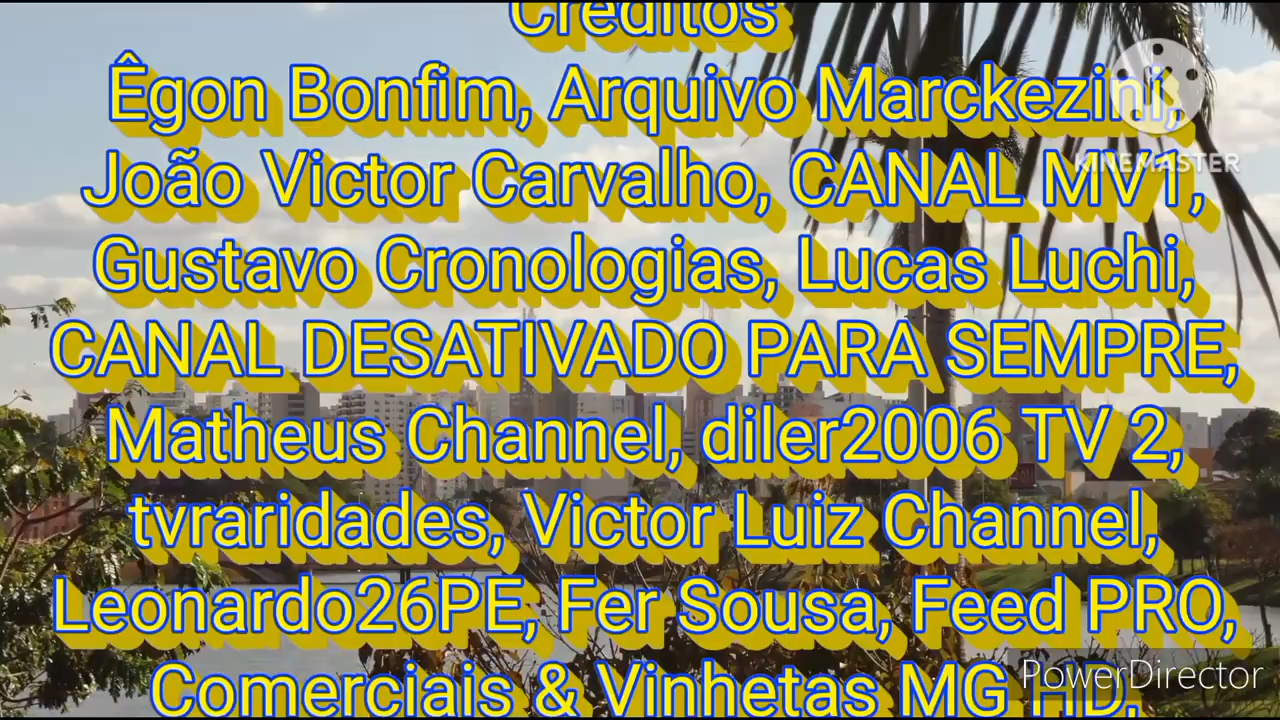 Créditos
Êgon Bonfim, Arquivo Marckezini,
João Victor Carvalho, CANAL MV1,
Gustavo Cronologias, Lucas Luchi,
CANAL DESATIVADO PARA SEMPRE,
Matheus Channel, diler2006 TV 2,
tvraridades, Victor Luiz Channel,
Leonardo26PE, Fer Sousa, Feed PRO,
Comerciais & Vinhetas MG HD.
KINEMASTER
PowerDirector